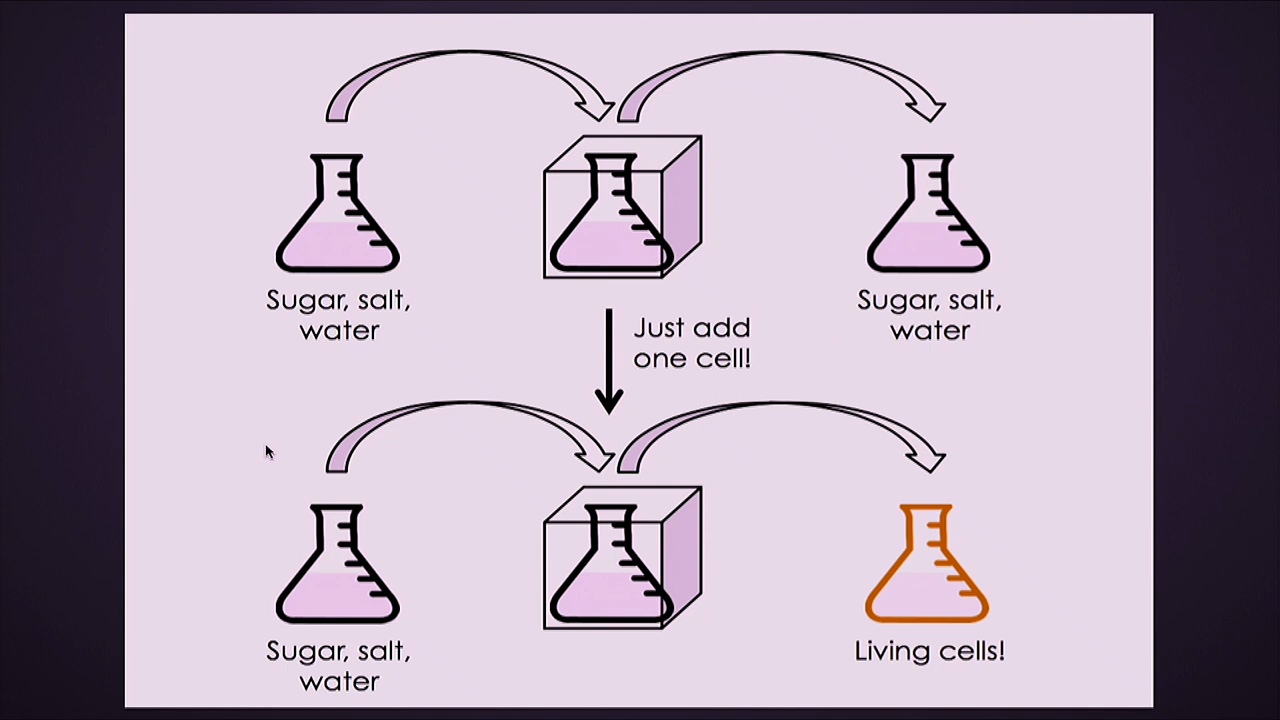 Sugar, salt,
water
Sugar, salt,
water
Just add
one cell!
Sugar, salt,
water
Living cells!